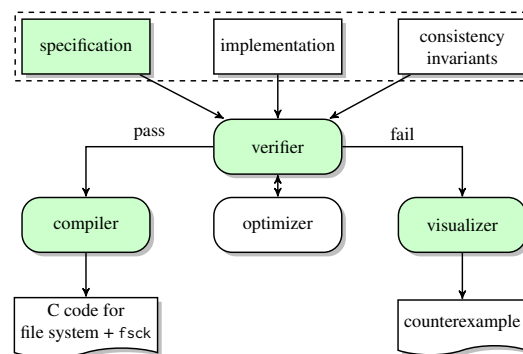 specification
implementation
consistency
invariants
pass
verifier
fail
compiler
optimizer
visualizer
C code for
file system + fsck
counterexample